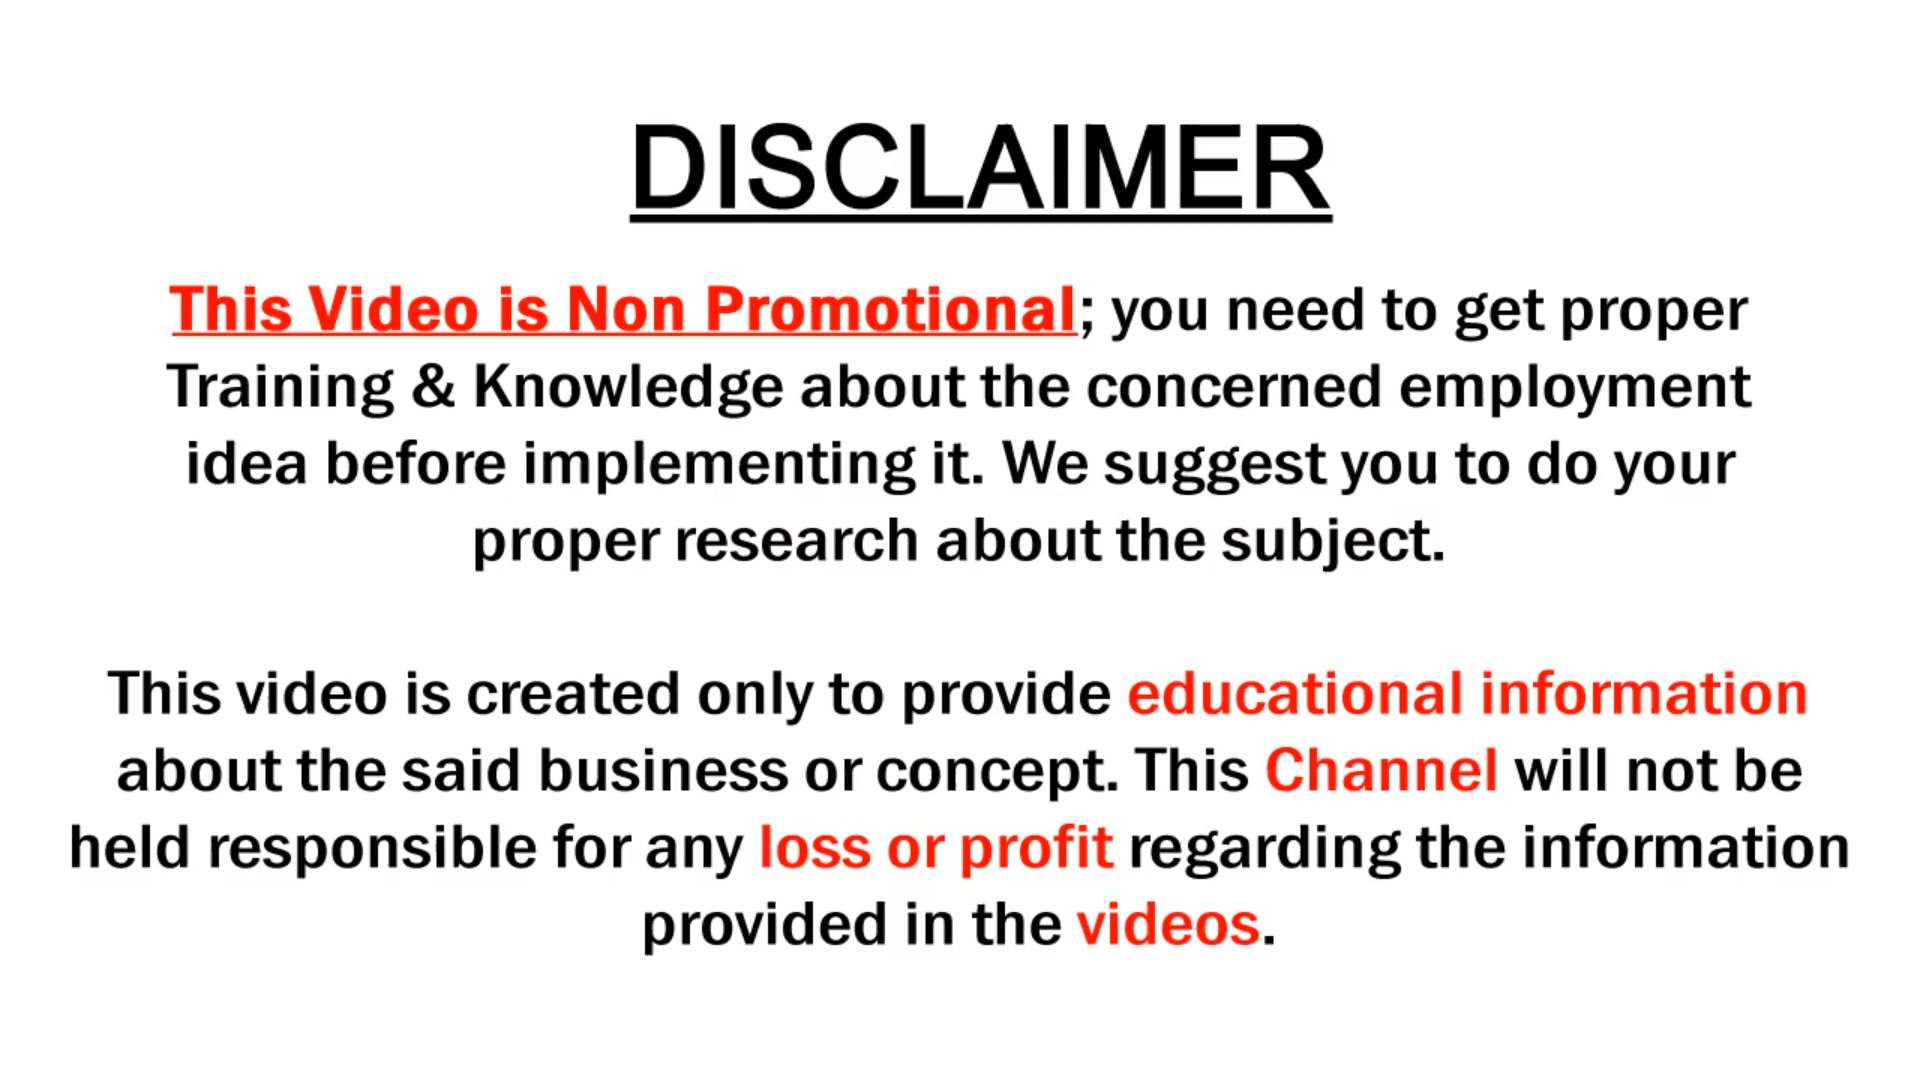 DISCLAIMER
This Video is Non Promotional; you need to get proper
Training & Knowledge about the concerned employment
idea before implementing it. We suggest you to do your
proper research about the subject.
This video is created only to provide educational information
about the said business or concept. This Channel will not be
held responsible for any loss or profit regarding the information
provided in the videos.